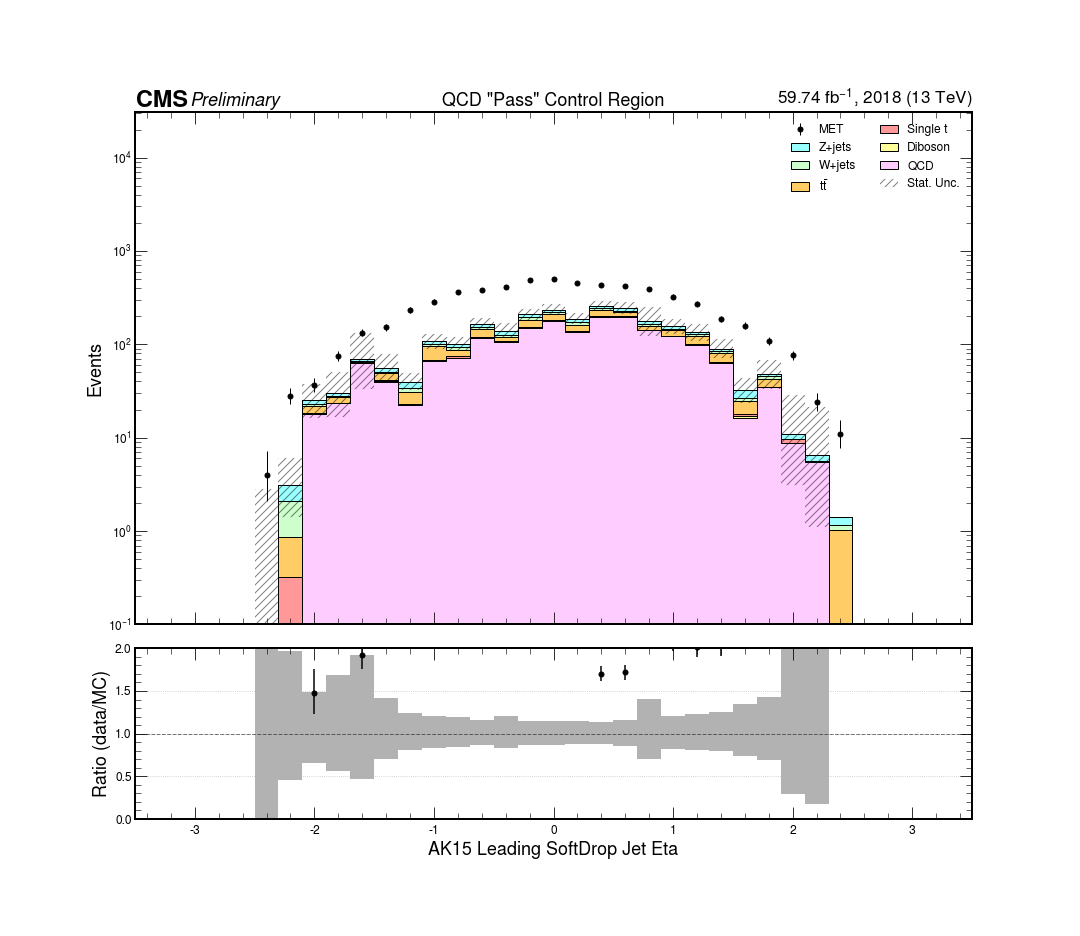 CMS Preliminary QCD "Pass" Control Region 59.74 fb⁻¹, 2018 (13 TeV)
MET
Z+jets
W+jets
tt̄
Single t
Diboson
QCD
Stat. Unc.
Events
10⁴
10³
10²
10¹
10⁰
10⁻¹
Ratio (data/MC)
2.0
1.5
1.0
0.5
0.0
-3 -2 -1 0 1 2 3
AK15 Leading SoftDrop Jet Eta